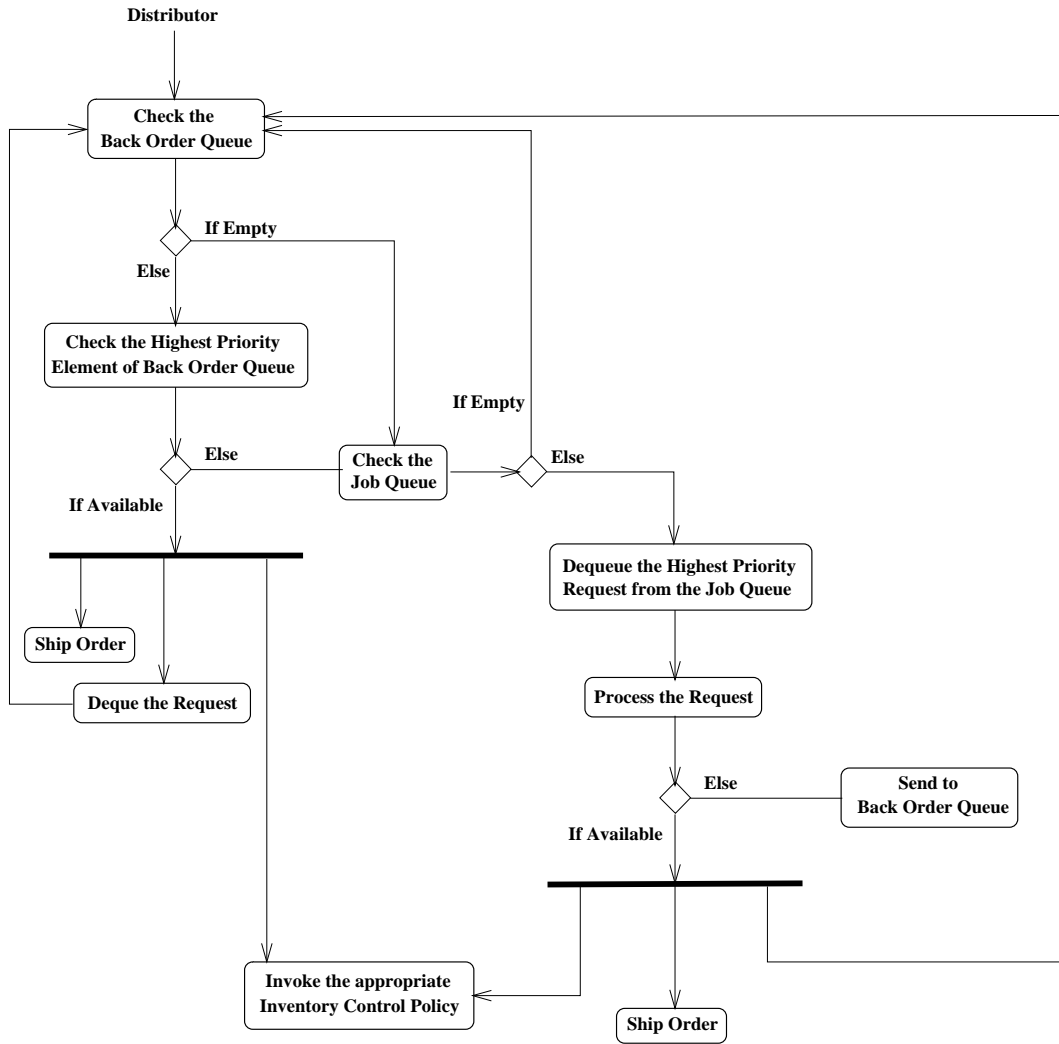 Distributor
Check the
Back Order Queue
If Empty
Else
Check the Highest Priority
Element of Back Order Queue
If Empty
Else
Check the
Job Queue
Else
If Available
Dequeue the Highest Priority
Request from the Job Queue
Ship Order
Deque the Request
Process the Request
Else
Send to
Back Order Queue
If Available
Invoke the appropriate
Inventory Control Policy
Ship Order